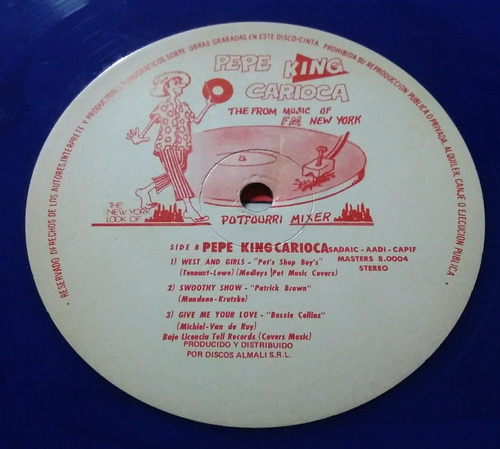 RESERVADO DERECHOS DE LOS AUTORES, INTERPRETE Y PRODUCTORES FONOGRAFICOS SOBRE OBRAS GRABADAS EN ESTE DISCO-CINTA PROHIBIDA SU REPRODUCCION PUBLICA O PRIVADA, ALQUILER, CANJE O EJECUCION PUBLICA.
PEPE KING
CARIOCA
THE FROM MUSIC OF
FM NEW YORK
THE
NEW YORK
LOOK OF
POTPOURRI MIXER
SIDE B PEPE KING CARIOCA SADAIC - AADI - CAPIF
MASTERS 8.0004
STEREO
1) WEST AND GIRLS - "Pet's Shop Boy's"
(Tennant-Lowe) (Medleys |Pot Music Covers)
2) SWOOTHY SHOW - "Patrick Brown"
(Mandone-Krutzke)
3) GIVE ME YOUR LOVE - "Bessie Collins"
(Michiel-Van de Ruy)
Bajo Licencia Tell Records (Covers Music)
PRODUCIDO Y DISTRIBUIDO
POR DISCOS ALMALI S.R.L.